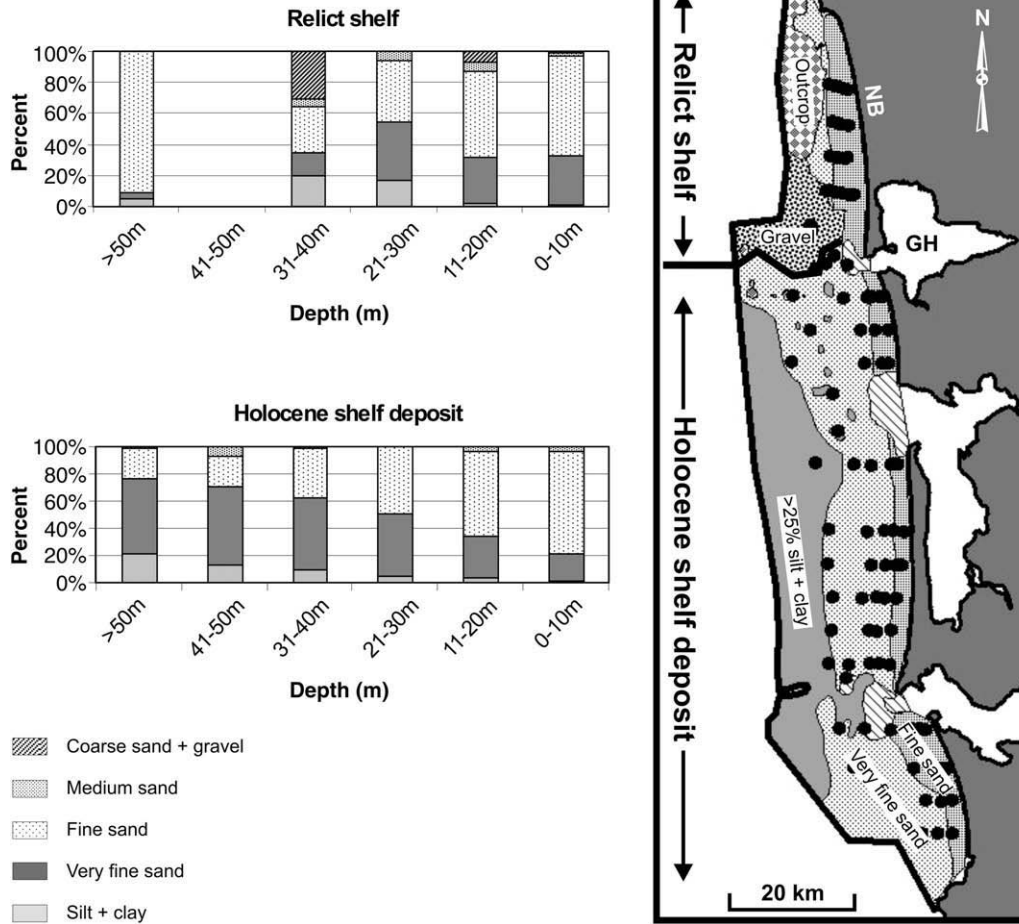 Relict shelf
100%
80%
60%
40%
20%
0%
Percent
>50m
41-50m
31-40m
21-30m
11-20m
0-10m
Depth (m)
Holocene shelf deposit
100%
80%
60%
40%
20%
0%
Percent
>50m
41-50m
31-40m
21-30m
11-20m
0-10m
Depth (m)
Coarse sand + gravel
Medium sand
Fine sand
Very fine sand
Silt + clay
Relict shelf
Holocene shelf deposit
N
Outcrop
NB
GH
Gravel
>25% silt + clay
Fine sand
Very fine sand
20 km